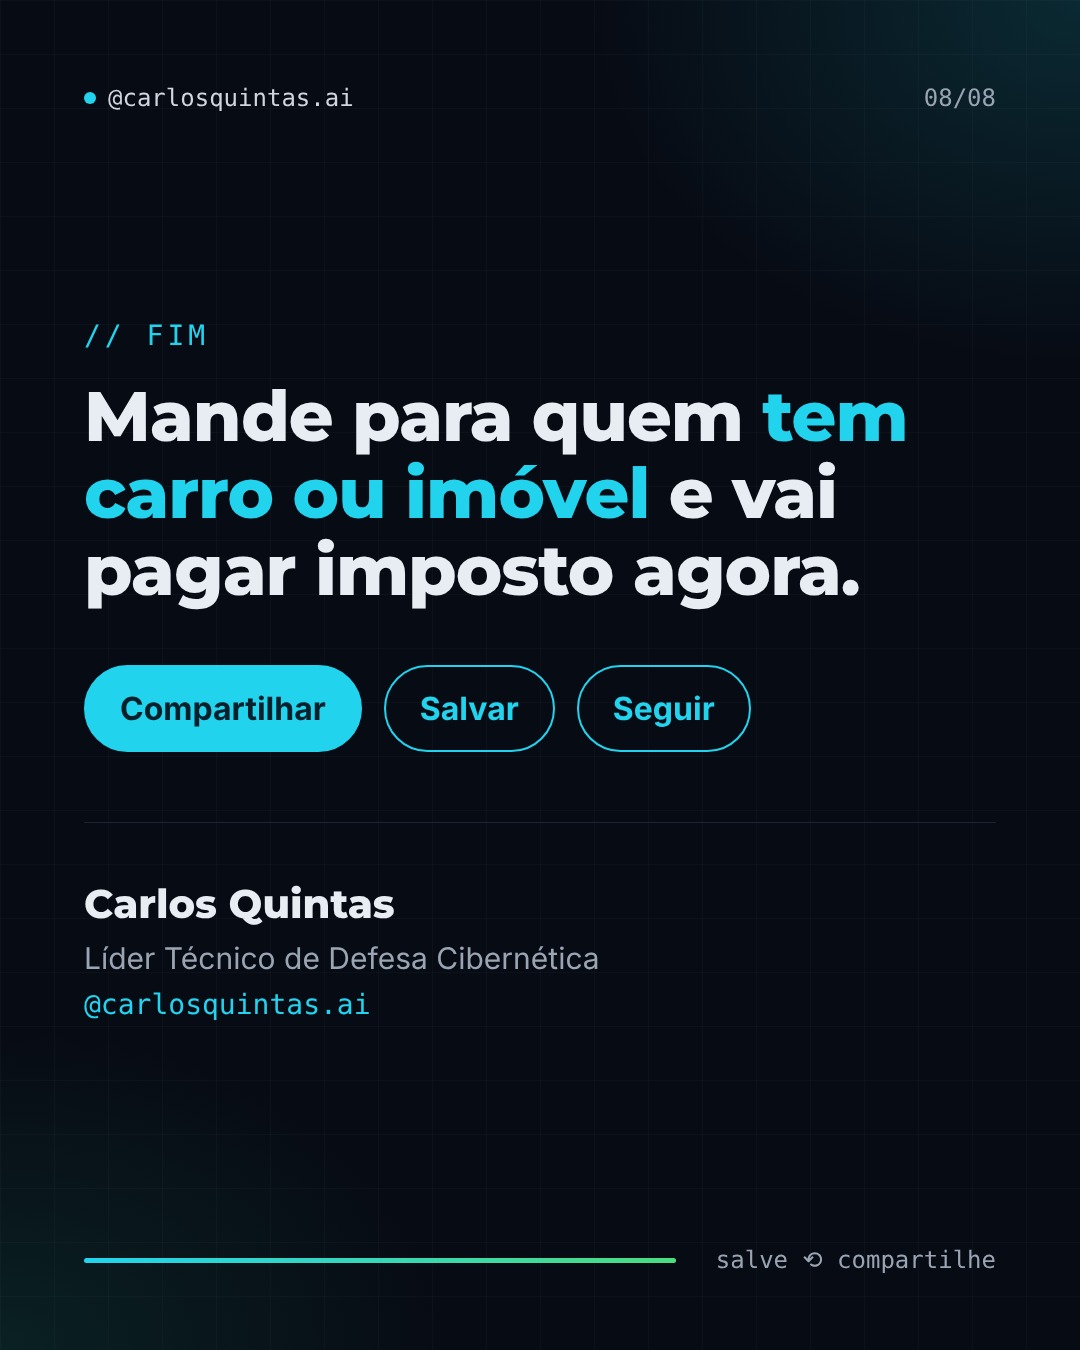 @carlosquintas.ai
08/08
// FIM
Mande para quem tem
carro ou imóvel e vai
pagar imposto agora.
Compartilhar
Salvar
Seguir
Carlos Quintas
Líder Técnico de Defesa Cibernética
@carlosquintas.ai
salve ⟲ compartilhe